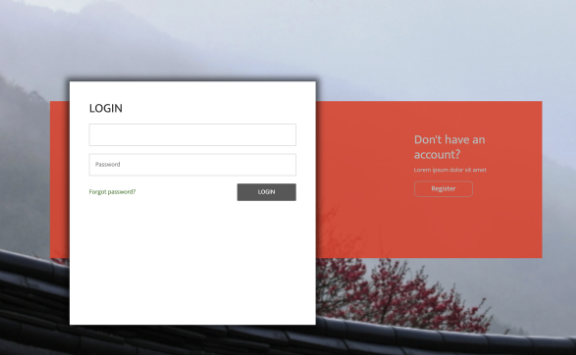 LOGIN
Password
Forgot password?
LOGIN
Don't have an
account?
Lorem ipsum dolor sit amet
Register